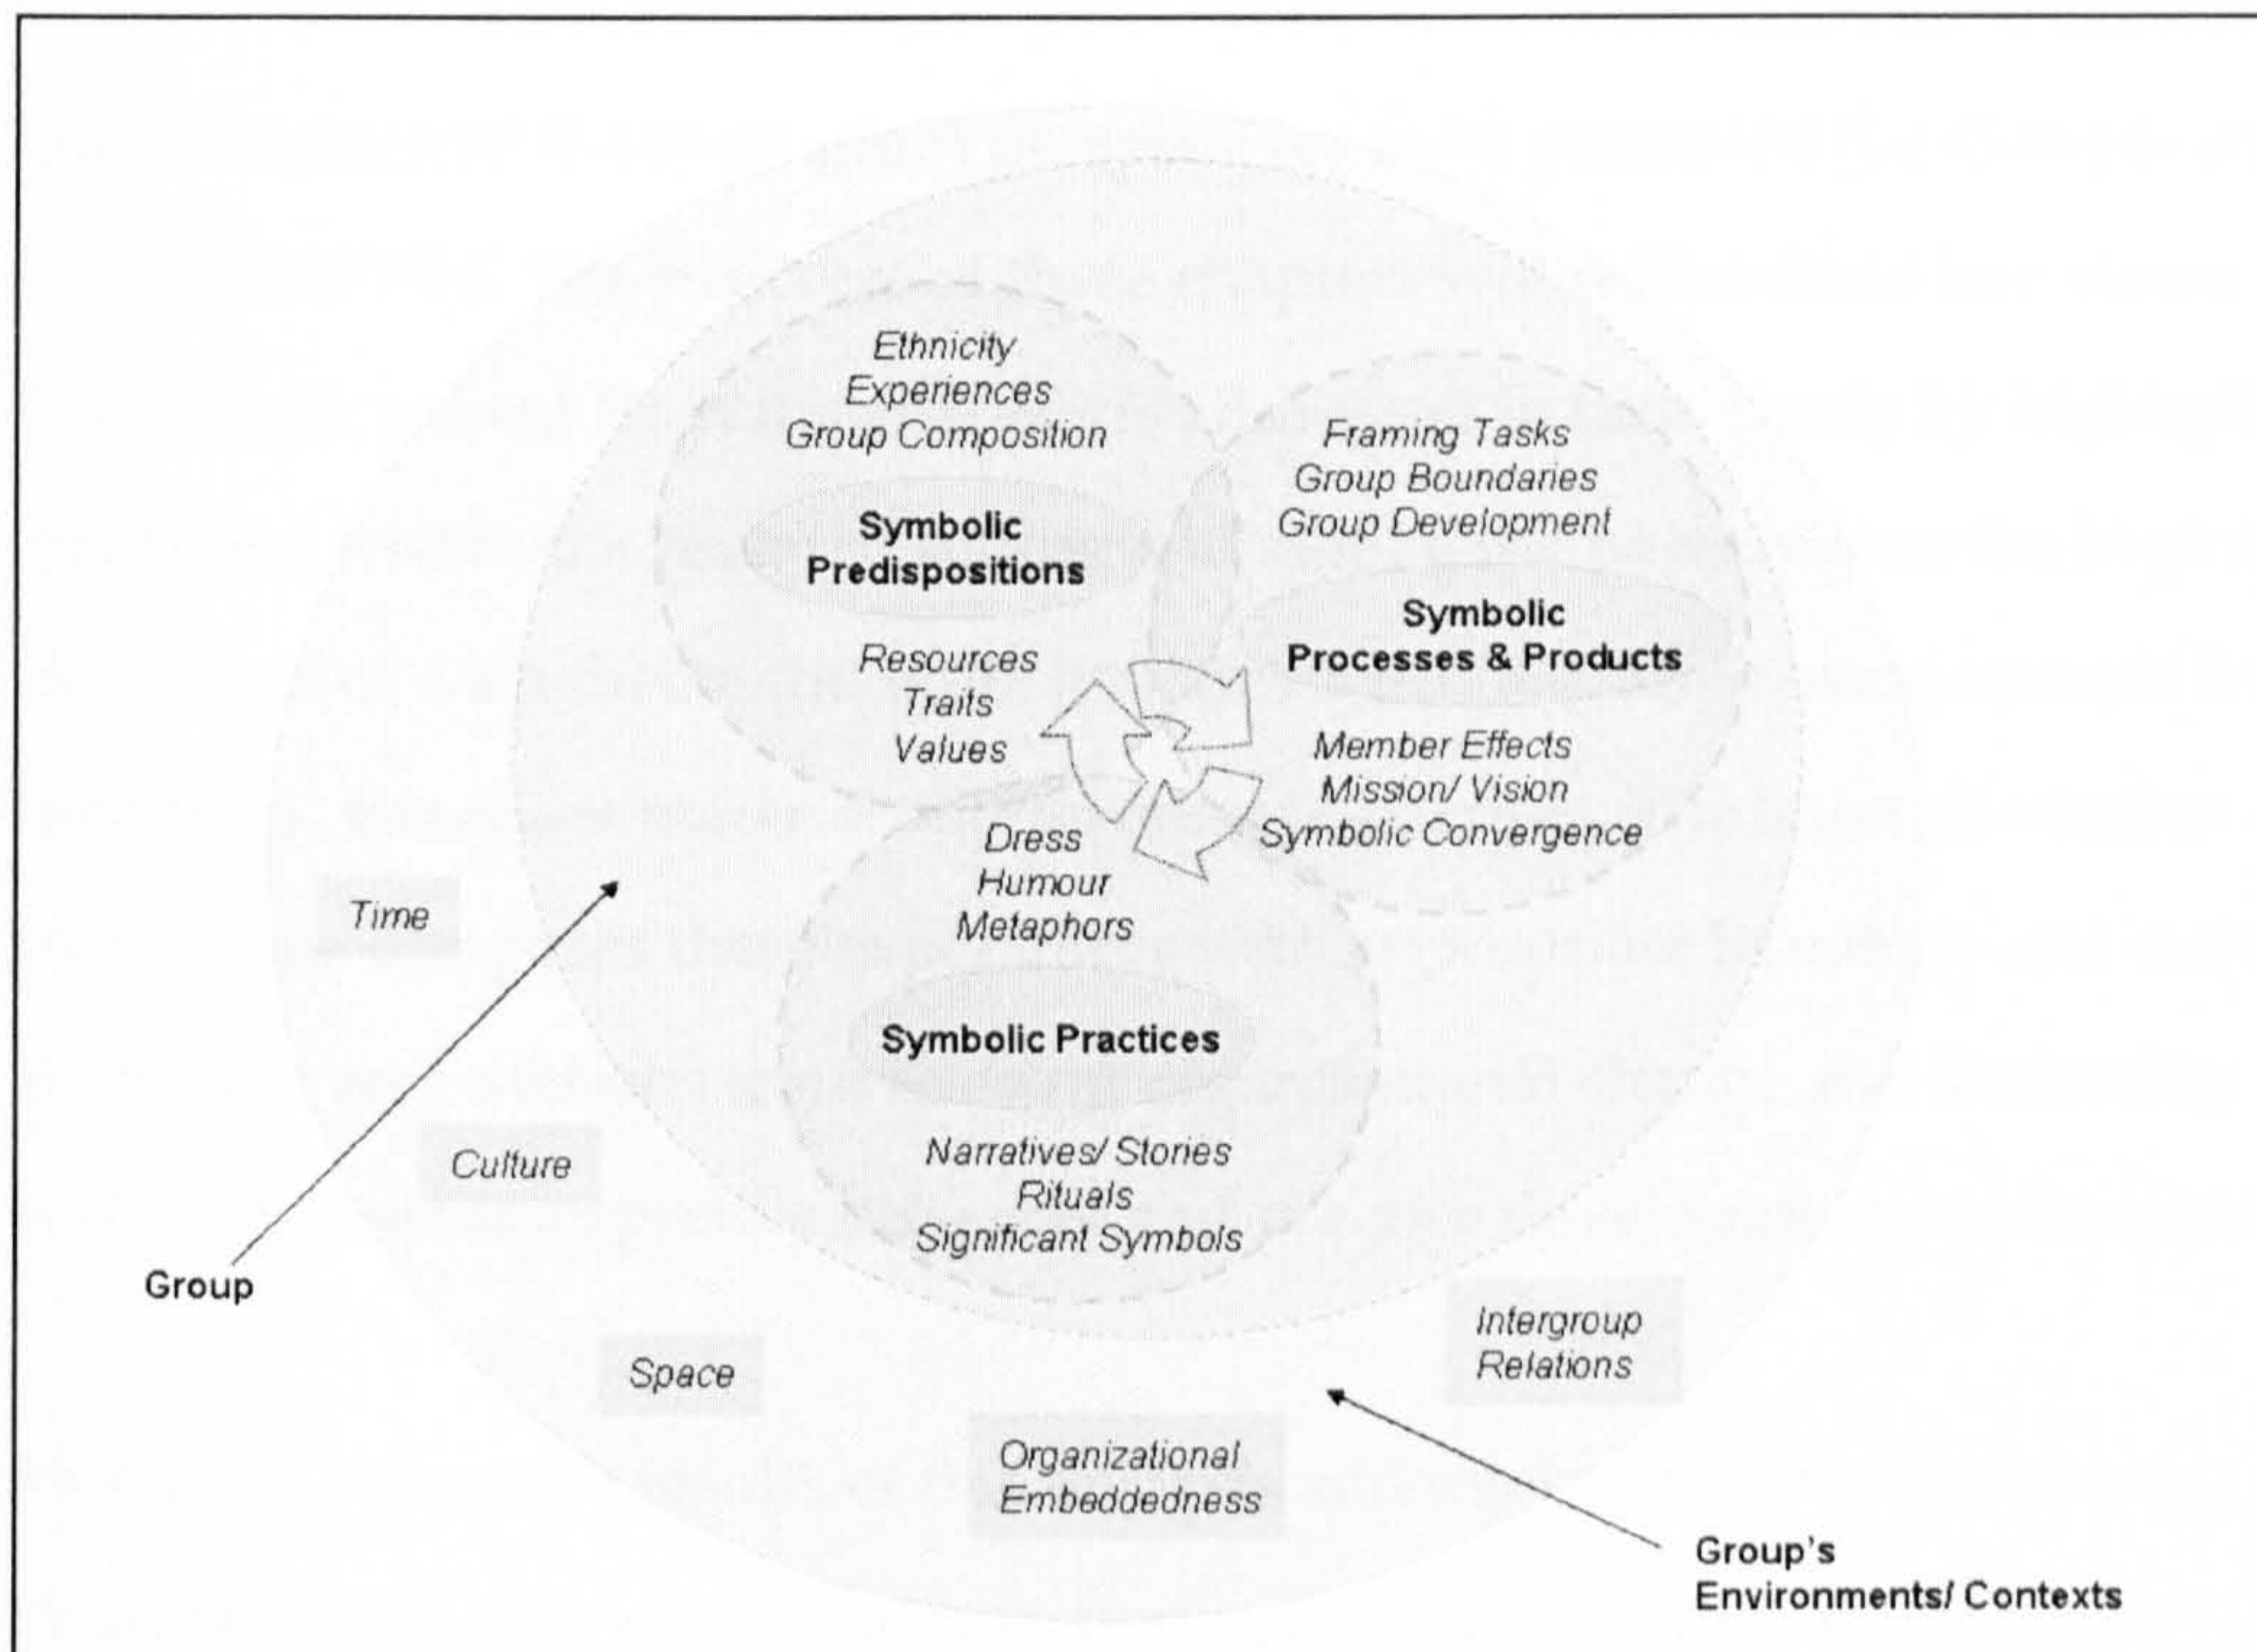 Ethnicity
Experiences
Group Composition
Symbolic
Predispositions
Resources
Traits
Values
Framing Tasks
Group Boundaries
Group Development
Symbolic
Processes & Products
Member Effects
Mission/ Vision
Symbolic Convergence
Dress
Humour
Metaphors
Symbolic Practices
Narratives/ Stories
Rituals
Significant Symbols
Time
Culture
Space
Organizational
Embeddedness
Intergroup
Relations
Group
Group's
Environments/ Contexts